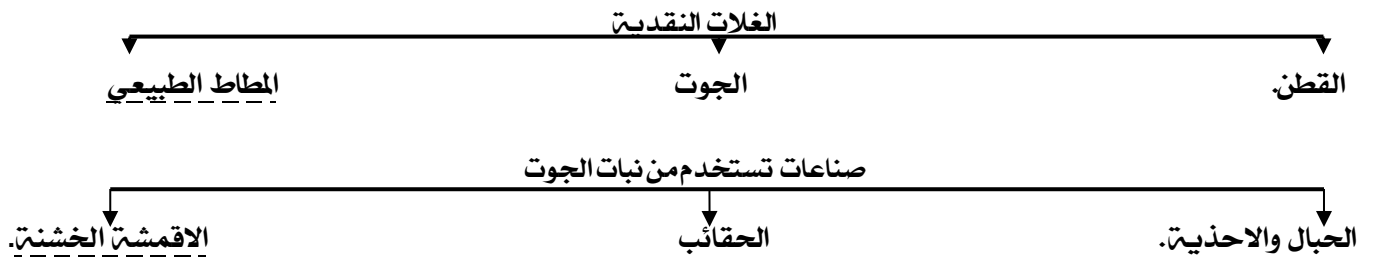 الغلات النقدية
القطن. الجوت المطاط الطبيعي
صناعات تستخدم من نبات الجوت
الحبال والاحذية. الحقائب الاقمشة الخشنة.